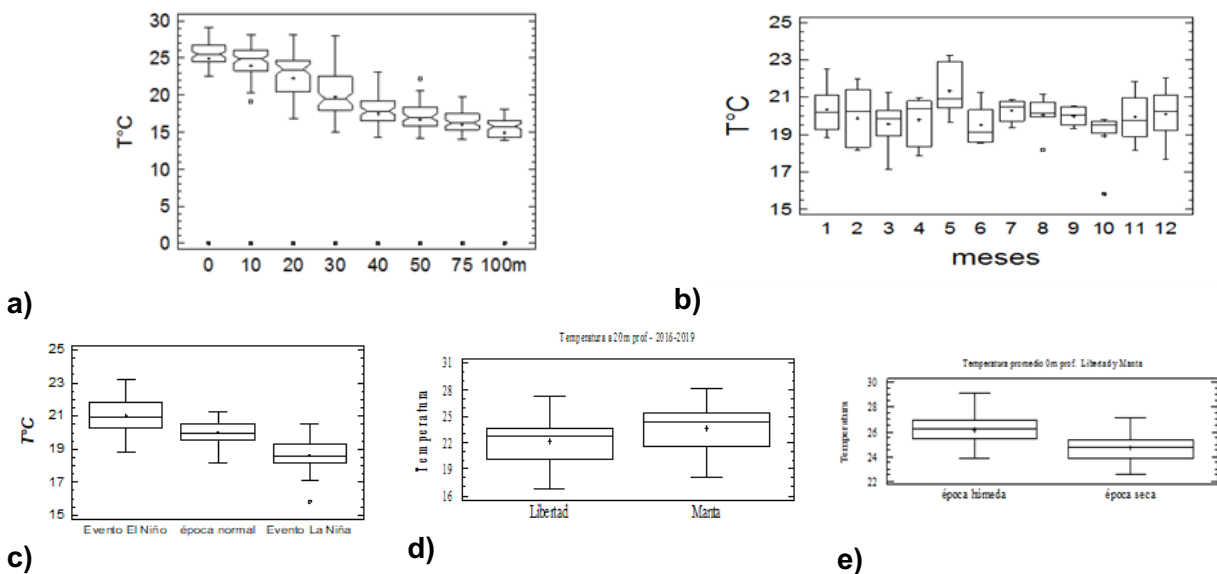 30
25
20
15
10
5
0
T°C
0 10 20 30 40 50 75 100m
a)
25
23
21
19
17
15
T°C
1 2 3 4 5 6 7 8 9 10 11 12
meses
b)
25
23
21
19
17
15
T°C
Evento El Niño época normal Evento La Niña
c)
Temperatura a 20m prof - 2016-2019
31
28
25
22
19
16
Temperatura
Libertad Manta
d)
Temperatura promedio 0m prof. Libertad y Manta
30
28
26
24
22
Temperatura
época húmeda época seca
e)